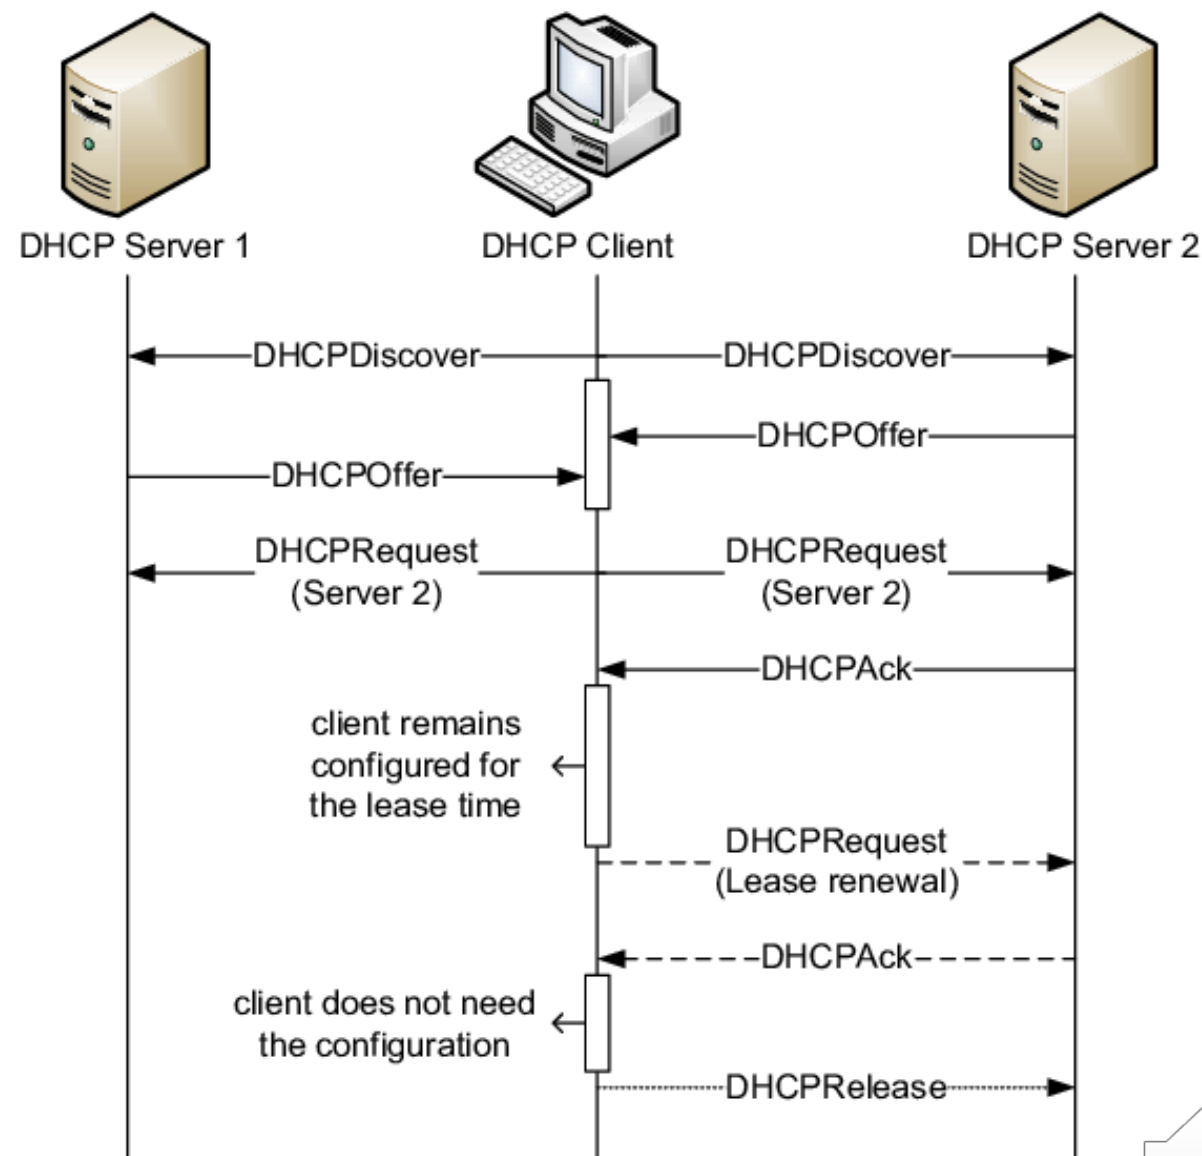 DHCP Server 1
DHCP Client
DHCP Server 2
DHCPDiscover
DHCPDiscover
DHCPOffer
DHCPOffer
DHCPRequest
(Server 2)
DHCPRequest
(Server 2)
DHCPAck
client remains
configured for
the lease time
DHCPRequest
(Lease renewal)
DHCPAck
client does not need
the configuration
DHCPRelease